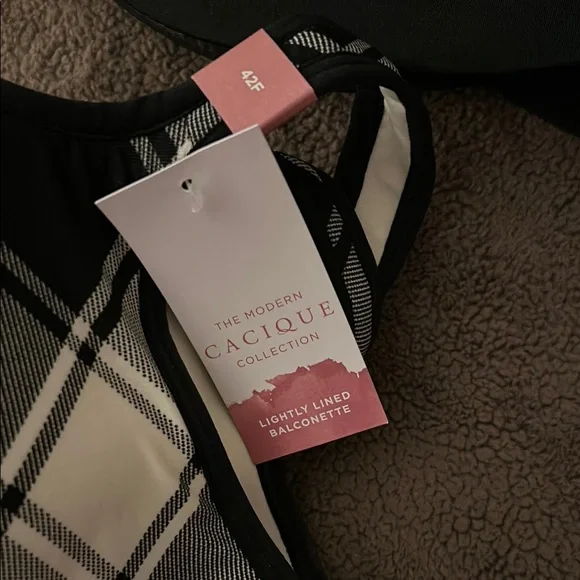 42F
THE MODERN
CACIQUE
COLLECTION
LIGHTLY LINED
BALCONETTE